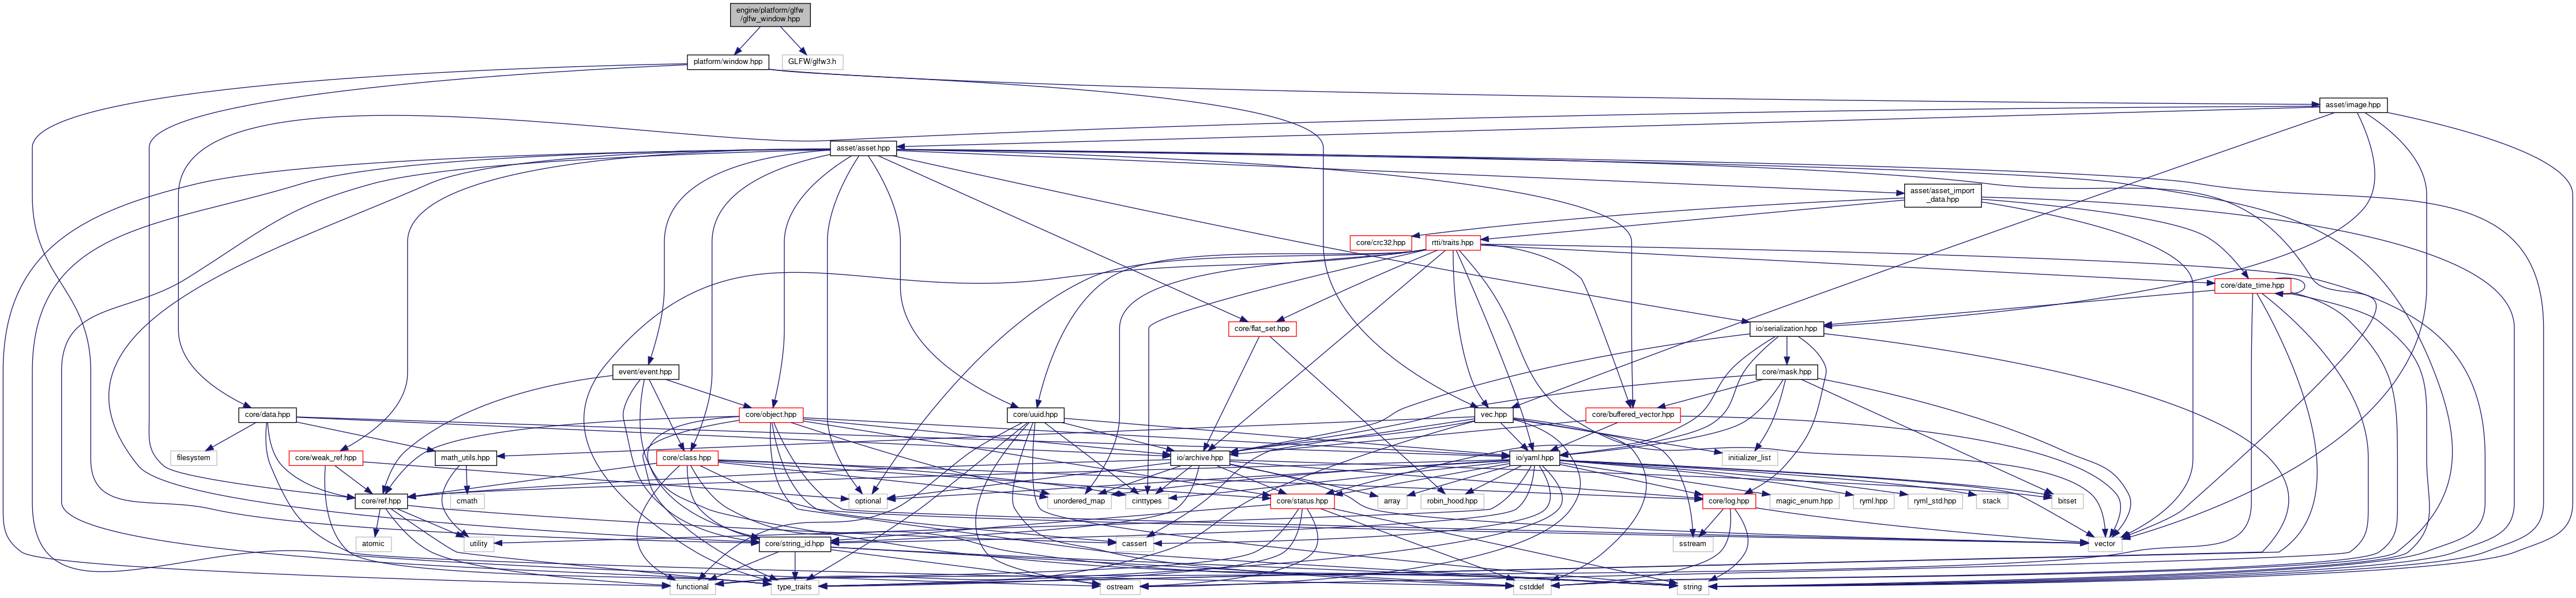 engine/platform/glfw
/glfw_window.hpp
platform/window.hpp
GLFW/glfw3.h
asset/image.hpp
asset/asset.hpp
asset/asset_import
_data.hpp
core/crc32.hpp
rtti/traits.hpp
core/date_time.hpp
core/flat_set.hpp
io/serialization.hpp
event/event.hpp
core/mask.hpp
core/data.hpp
core/object.hpp
core/uuid.hpp
vec.hpp
core/buffered_vector.hpp
filesystem
core/weak_ref.hpp
math_utils.hpp
core/class.hpp
io/archive.hpp
io/yaml.hpp
initializer_list
core/ref.hpp
cmath
optional
unordered_map
cinttypes
core/status.hpp
array
robin_hood.hpp
core/log.hpp
magic_enum.hpp
ryml.hpp
ryml_std.hpp
stack
bitset
atomic
utility
core/string_id.hpp
cassert
sstream
vector
functional
type_traits
ostream
cstddef
string